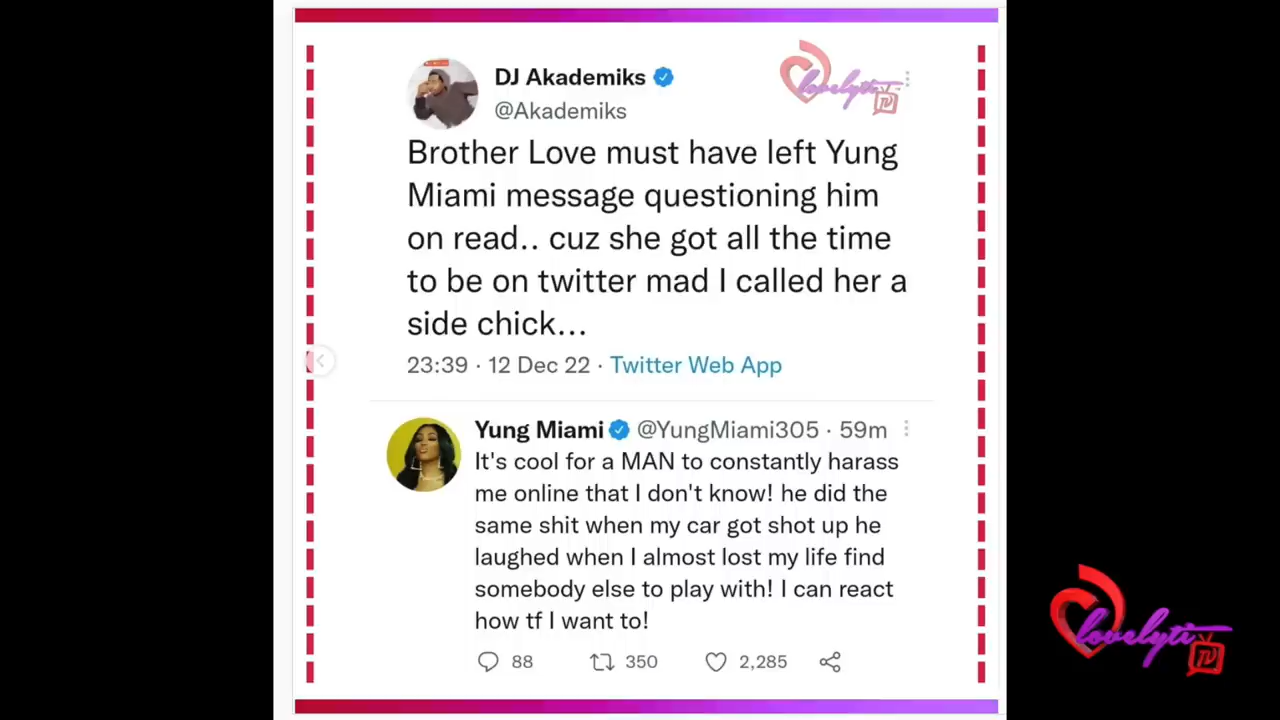 DJ Akademiks
@Akademiks
lovelyti
TV
Brother Love must have left Yung
Miami message questioning him
on read.. cuz she got all the time
to be on twitter mad I called her a
side chick...
23:39 · 12 Dec 22 · Twitter Web App
Yung Miami @YungMiami305 · 59m
It's cool for a MAN to constantly harass
me online that I don't know! he did the
same shit when my car got shot up he
laughed when I almost lost my life find
somebody else to play with! I can react
how tf I want to!
88 350 2,285
lovelyti
TV